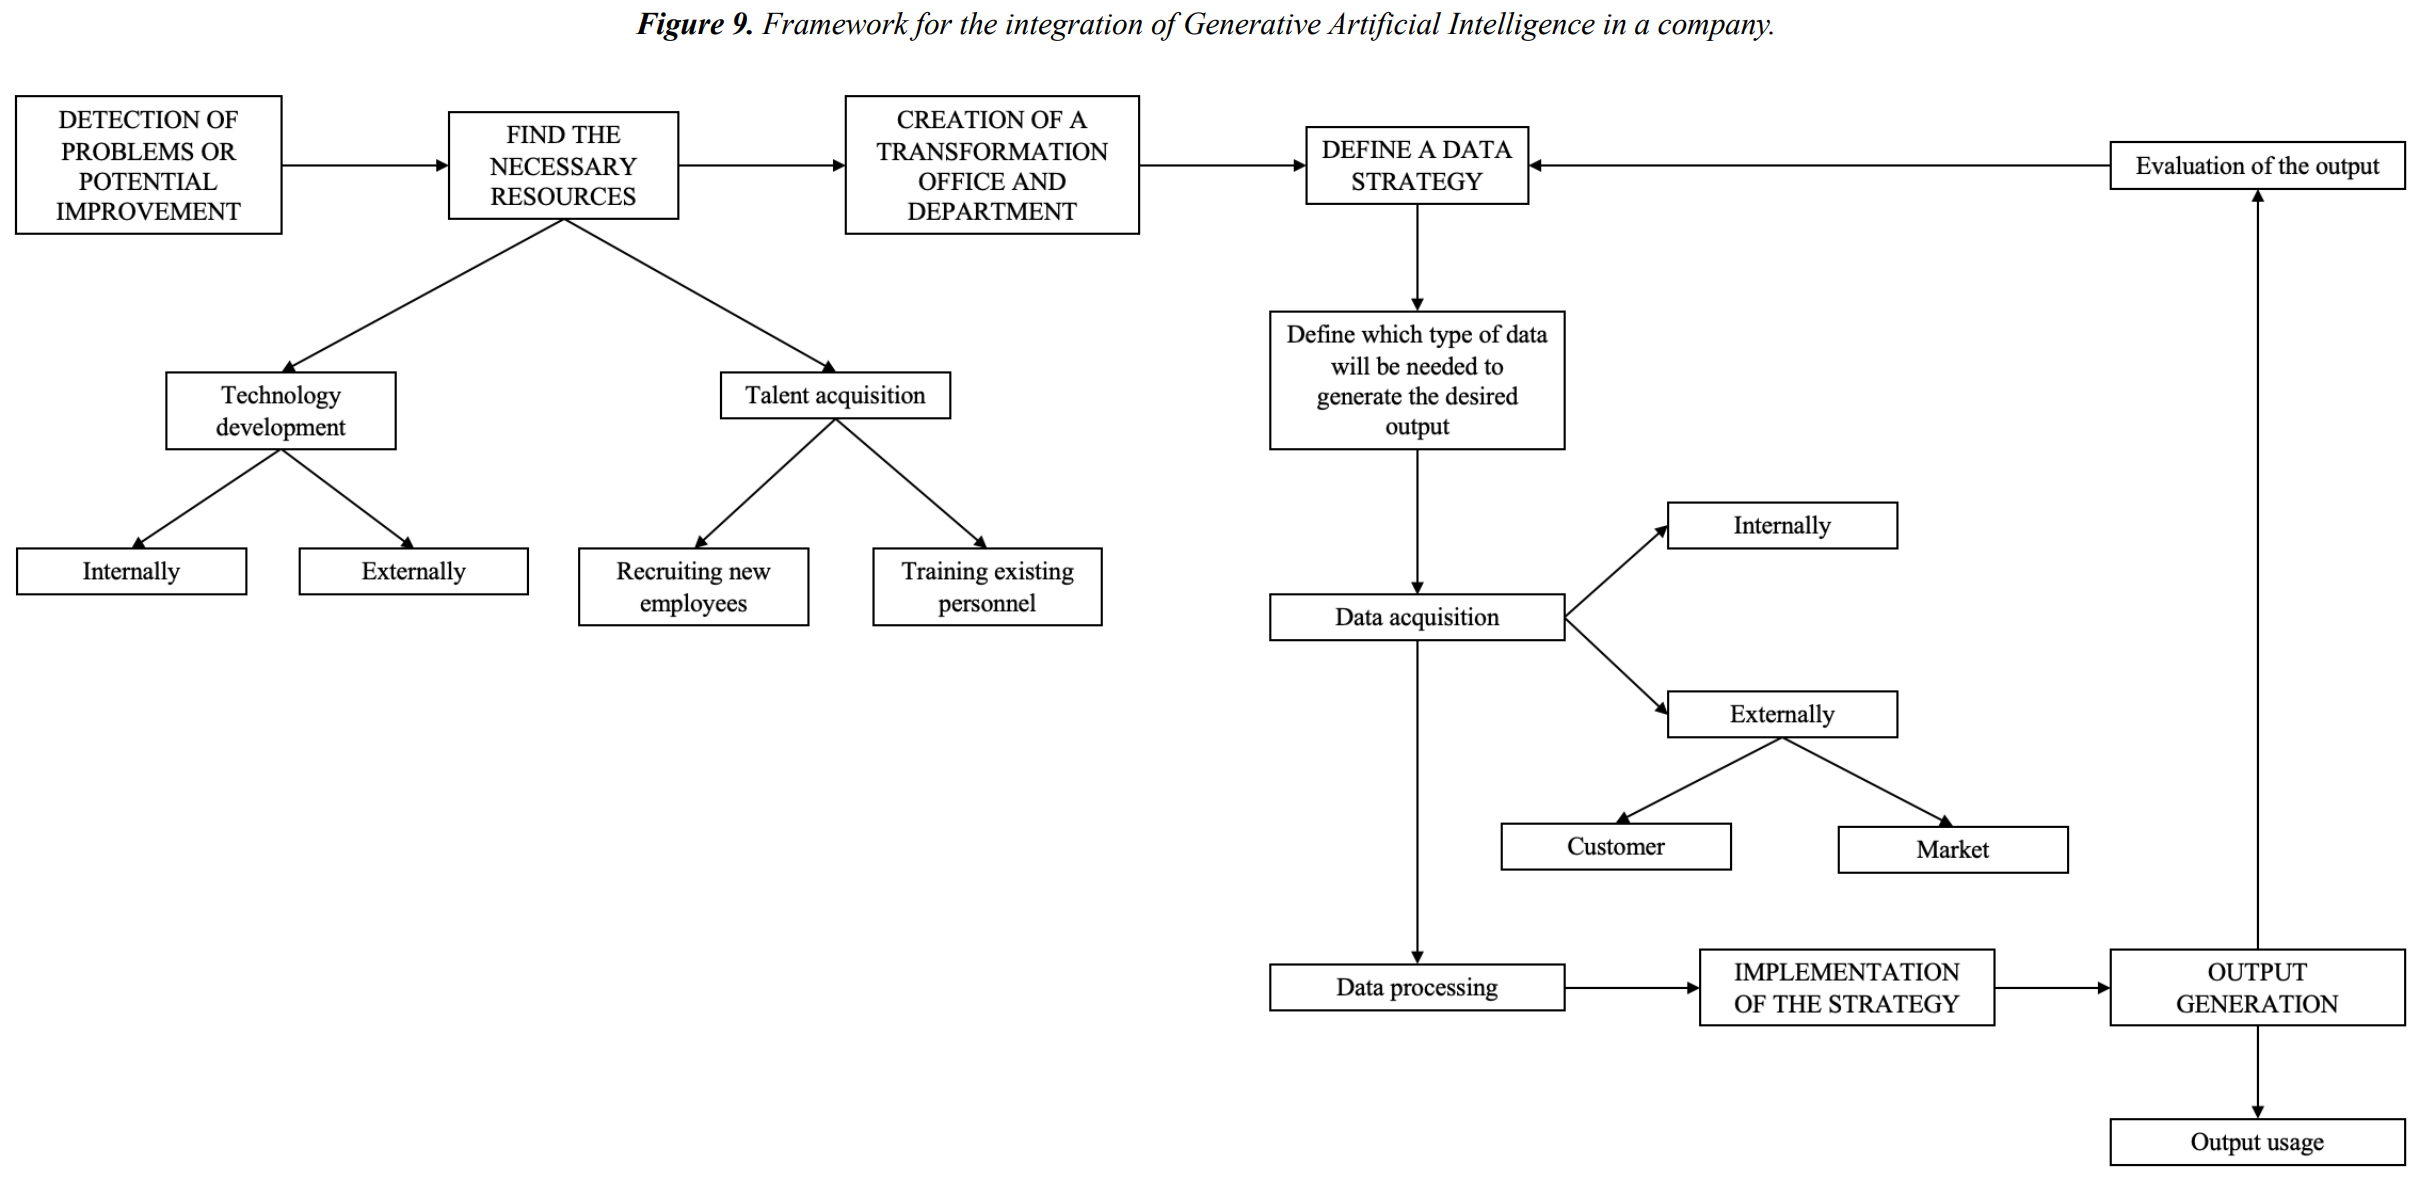 Figure 9. Framework for the integration of Generative Artificial Intelligence in a company.
DETECTION OF
PROBLEMS OR
POTENTIAL
IMPROVEMENT
FIND THE
NECESSARY
RESOURCES
CREATION OF A
TRANSFORMATION
OFFICE AND
DEPARTMENT
DEFINE A DATA
STRATEGY
Evaluation of the output
Technology
development
Talent acquisition
Internally
Externally
Recruiting new
employees
Training existing
personnel
Define which type of data
will be needed to
generate the desired
output
Data acquisition
Internally
Externally
Customer
Market
Data processing
IMPLEMENTATION
OF THE STRATEGY
OUTPUT
GENERATION
Output usage